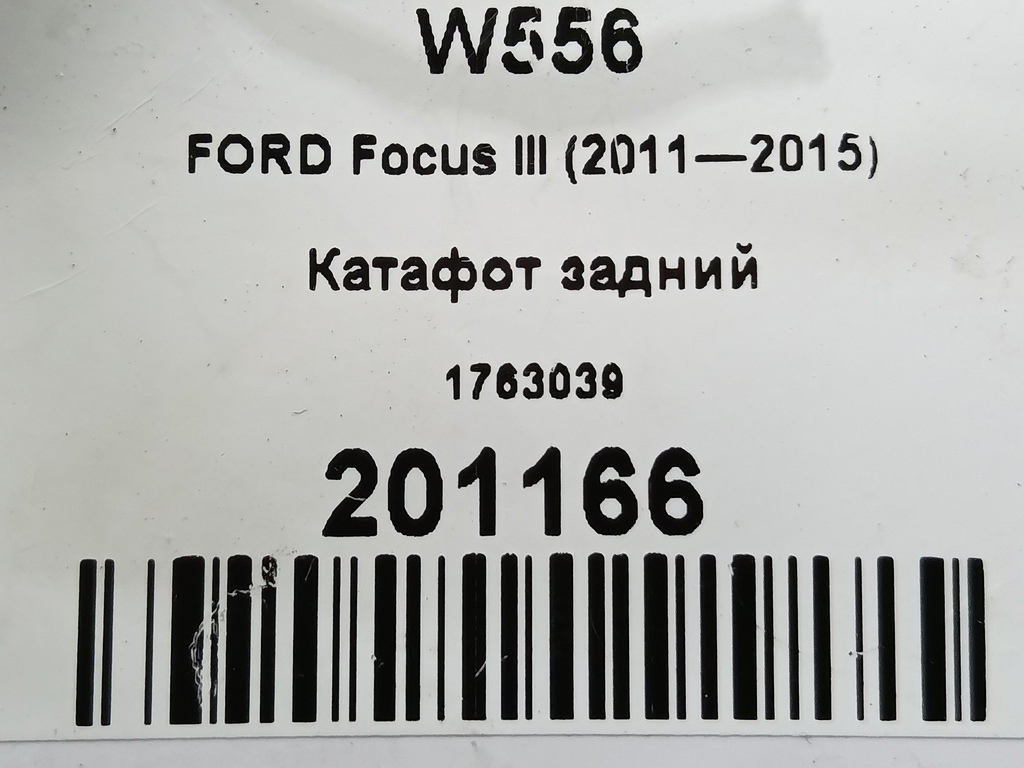 W556
FORD Focus III (2011—2015)
Катафот задний
1763039
201166